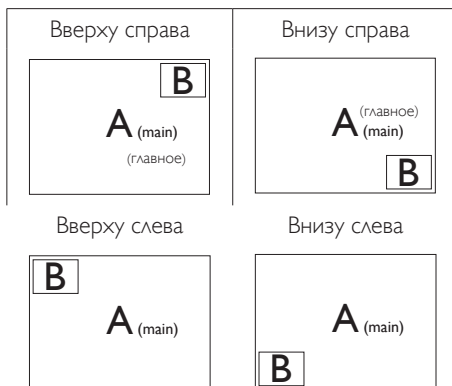 Вверху справа
B
A (main)
(главное)
Внизу справа
(главное)
A (main)
B
Вверху слева
B
A (main)
Внизу слева
A (main)
B